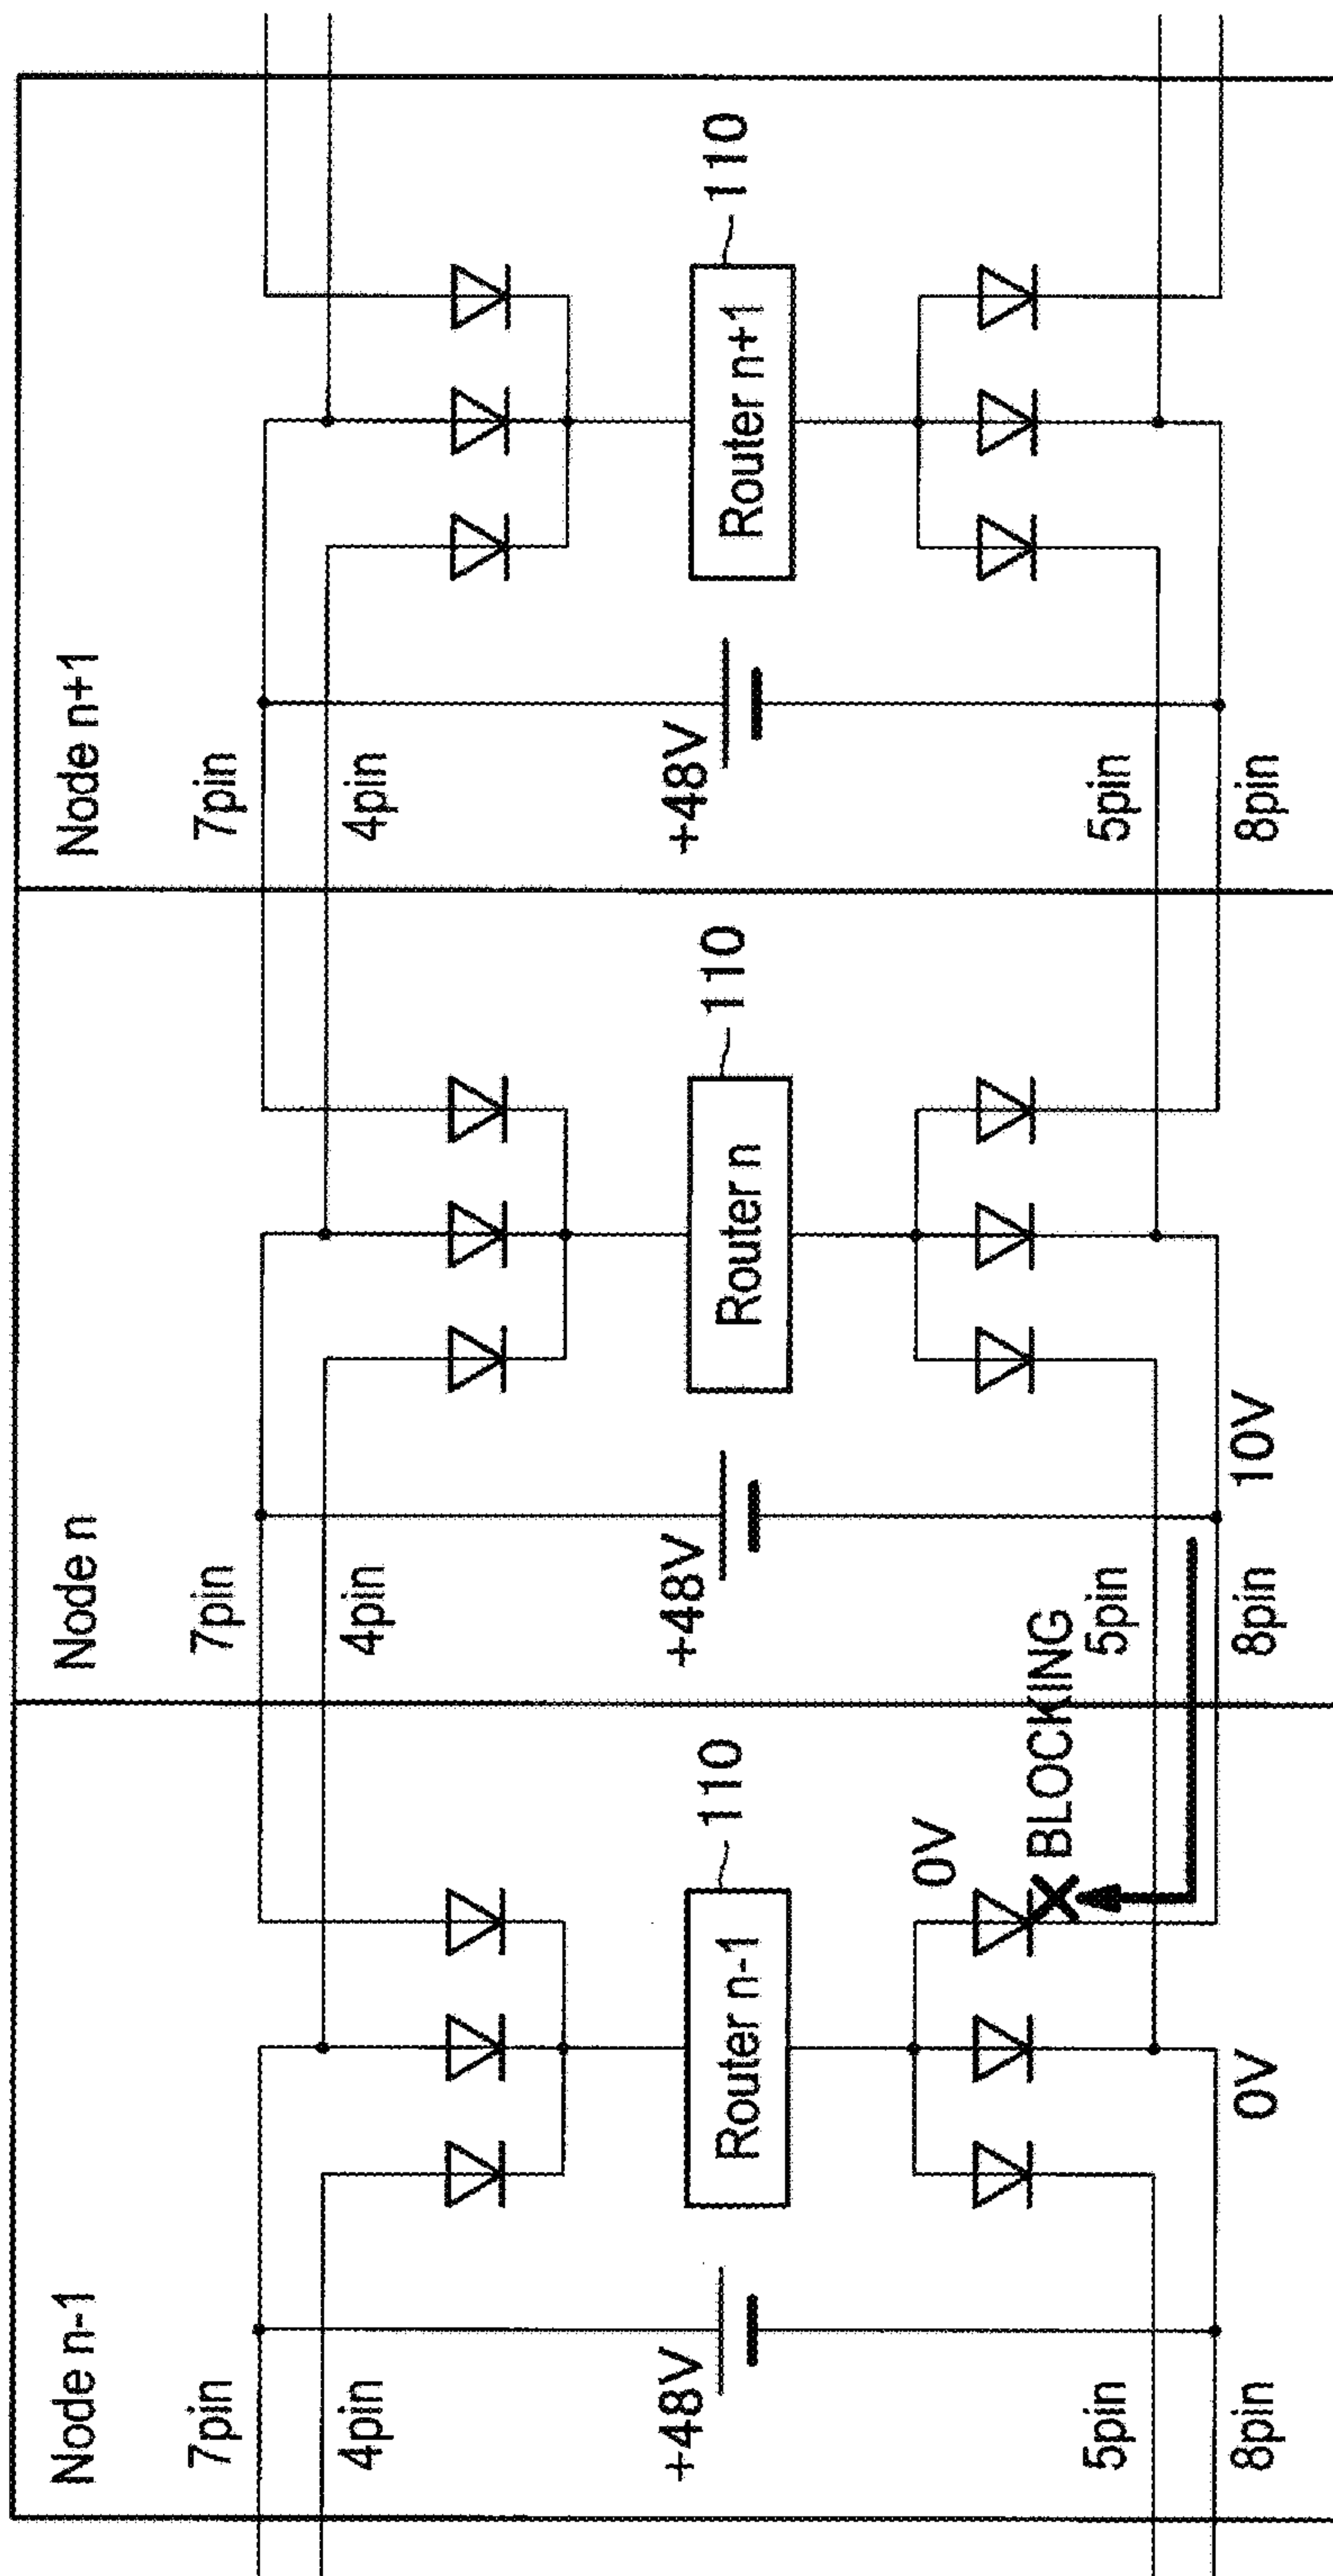 Node n-1
7pin
4pin
+48V
Router n-1
110
5pin
8pin
0V
0V
BLOCKING
Node n
7pin
4pin
+48V
Router n
110
5pin
8pin
10V
Node n+1
7pin
4pin
+48V
Router n+1
110
5pin
8pin